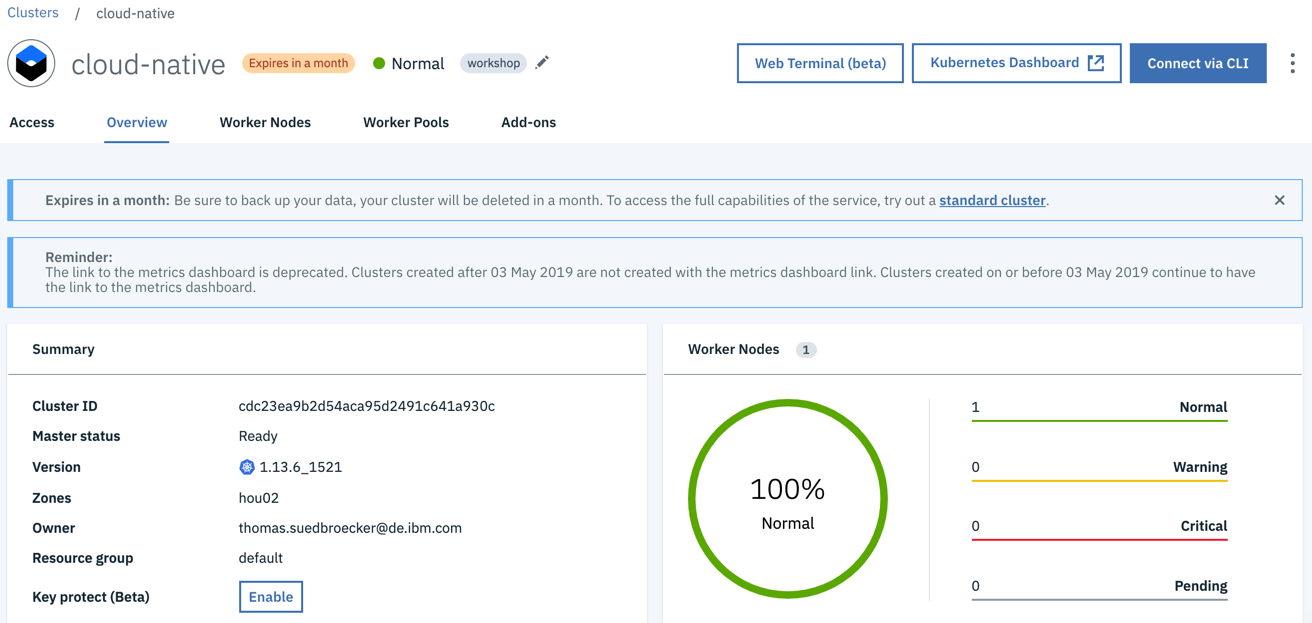 Clusters / cloud-native
cloud-native Expires in a month Normal workshop Web Terminal (beta) Kubernetes Dashboard Connect via CLI
Access Overview Worker Nodes Worker Pools Add-ons
Expires in a month: Be sure to back up your data, your cluster will be deleted in a month. To access the full capabilities of the service, try out a standard cluster.
Reminder:
The link to the metrics dashboard is deprecated. Clusters created after 03 May 2019 are not created with the metrics dashboard link. Clusters created on or before 03 May 2019 continue to have
the link to the metrics dashboard.
Summary
Cluster ID cdc23ea9b2d54aca95d2491c641a930c
Master status Ready
Version 1.13.6_1521
Zones hou02
Owner thomas.suedbroecker@de.ibm.com
Resource group default
Key protect (Beta) Enable
Worker Nodes 1
100%
Normal
1 Normal
0 Warning
0 Critical
0 Pending